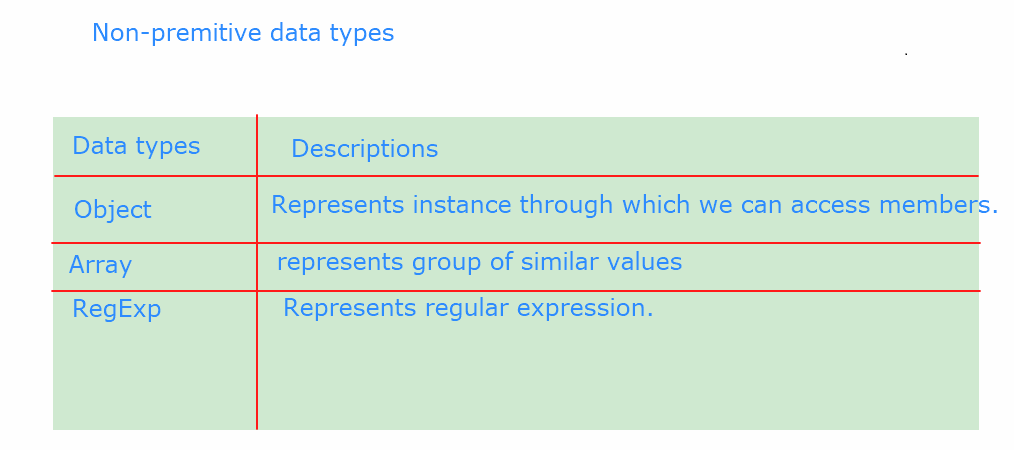 Non-premitive data types
Data types Descriptions
Object Represents instance through which we can access members.
Array represents group of similar values
RegExp Represents regular expression.